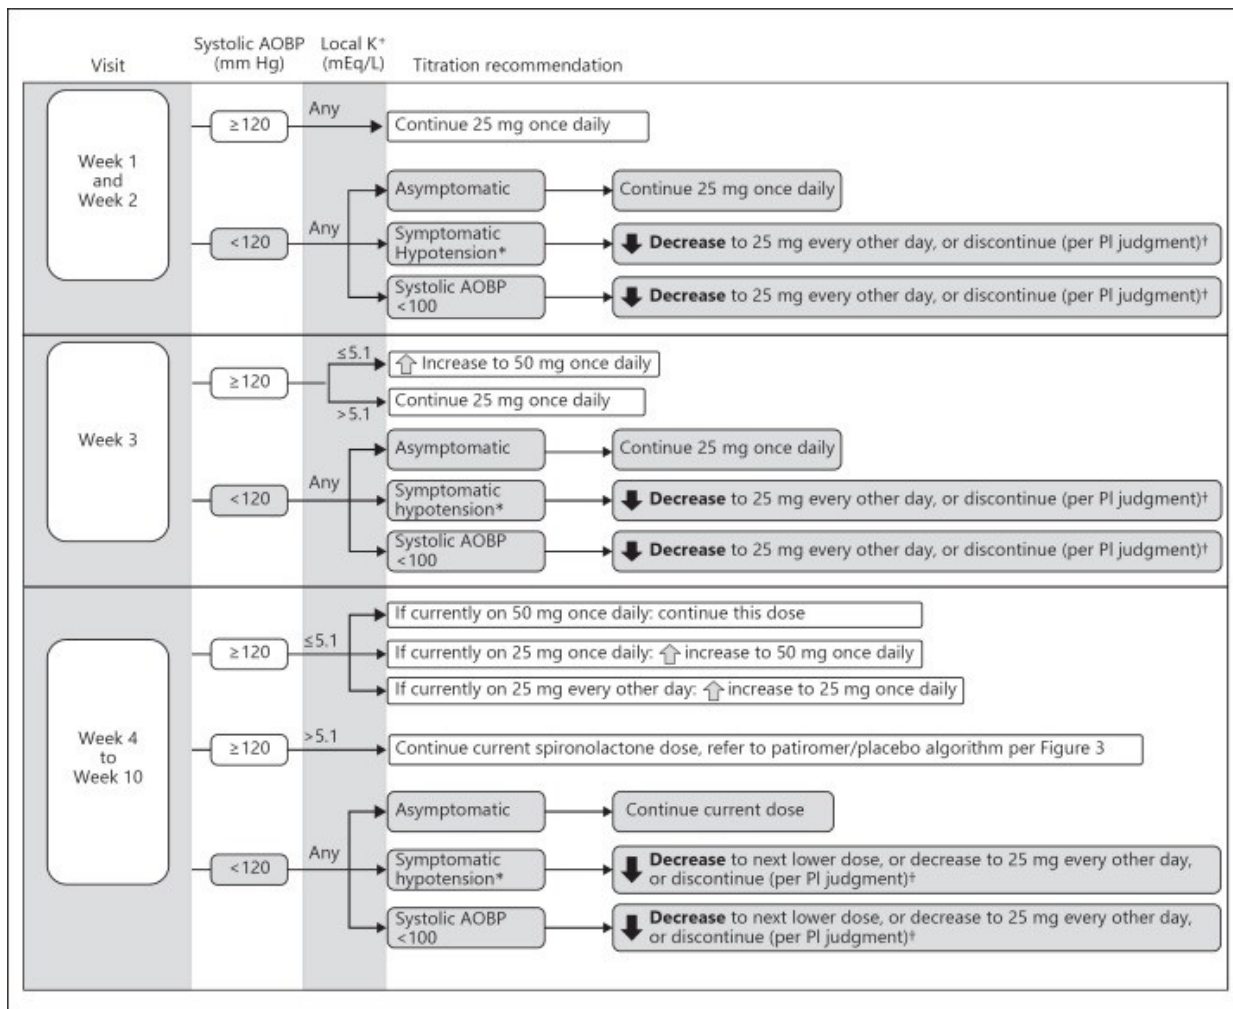 Visit
Systolic AOBP
(mm Hg)
Local K⁺
(mEq/L)
Titration recommendation
Week 1
and
Week 2
≥120
Any
Continue 25 mg once daily
<120
Any
Asymptomatic
Continue 25 mg once daily
Symptomatic
Hypotension*
Decrease to 25 mg every other day, or discontinue (per PI judgment)†
Systolic AOBP
<100
Decrease to 25 mg every other day, or discontinue (per PI judgment)†
Week 3
≥120
≤5.1
Increase to 50 mg once daily
>5.1
Continue 25 mg once daily
<120
Any
Asymptomatic
Continue 25 mg once daily
Symptomatic
hypotension*
Decrease to 25 mg every other day, or discontinue (per PI judgment)†
Systolic AOBP
<100
Decrease to 25 mg every other day, or discontinue (per PI judgment)†
Week 4
to
Week 10
≥120
≤5.1
If currently on 50 mg once daily: continue this dose
If currently on 25 mg once daily: increase to 50 mg once daily
If currently on 25 mg every other day: increase to 25 mg once daily
≥120
>5.1
Continue current spironolactone dose, refer to patiromer/placebo algorithm per Figure 3
<120
Any
Asymptomatic
Continue current dose
Symptomatic
hypotension*
Decrease to next lower dose, or decrease to 25 mg every other day,
or discontinue (per PI judgment)†
Systolic AOBP
<100
Decrease to next lower dose, or decrease to 25 mg every other day,
or discontinue (per PI judgment)†